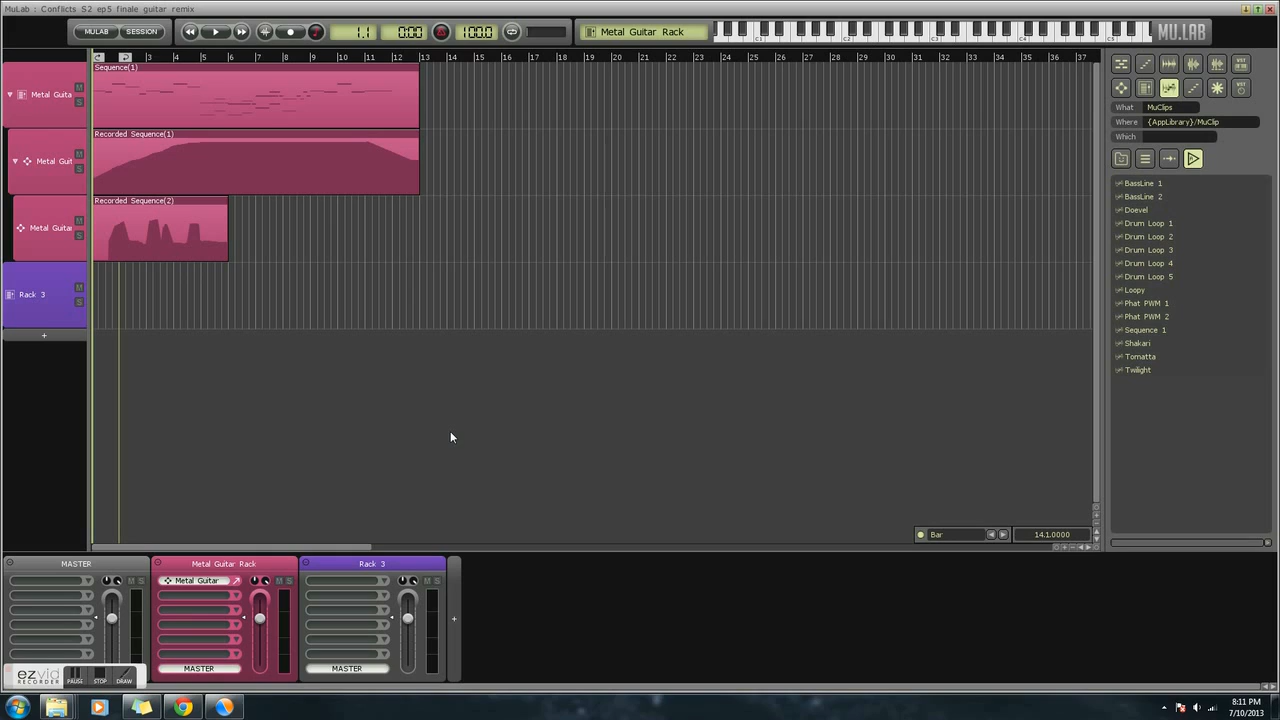 MuLab : Conflicts S2 ep5 finale guitar remix
MULAB
SESSION
1.1
0:00
100.0
Metal Guitar Rack
C1
C2
C3
C4
C5
MU.LAB
3 4 5 6 7 8 9 10 11 12 13 14 15 16 17 18 19 20 21 22 23 24 25 26 27 28 29 30 31 32 33 34 35 36 37
Sequence(1)
Metal Guita
M
S
Recorded Sequence(1)
Metal Guit
M
S
Recorded Sequence(2)
Metal Guitar
M
S
Rack 3
M
S
+
VST
VST
What MuClips
Where {AppLibrary}/MuClip
Which
BassLine 1
BassLine 2
Doevel
Drum Loop 1
Drum Loop 2
Drum Loop 3
Drum Loop 4
Drum Loop 5
Loopy
Phat PWM 1
Phat PWM 2
Sequence 1
Shakari
Tomatta
Twilight
Bar
14.1.0000
MASTER
M S
Metal Guitar Rack
Metal Guitar
M S
MASTER
Rack 3
M S
MASTER
+
ezvid
RECORDER
PAUSE
STOP
DRAW
8:11 PM
7/10/2013